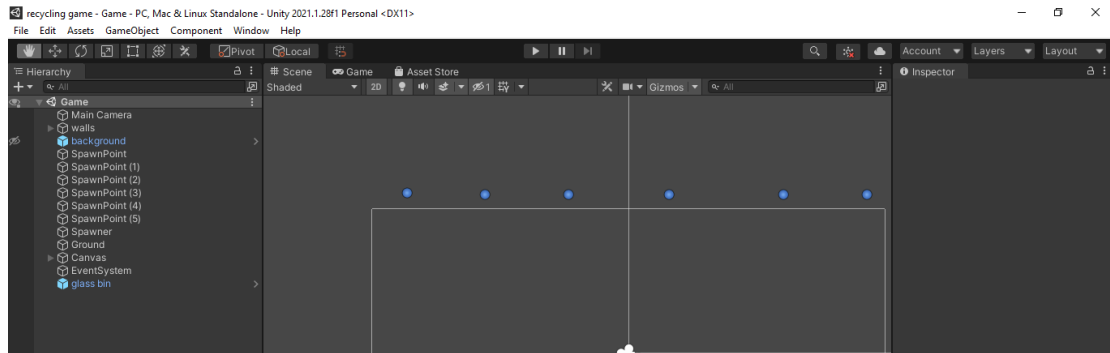 recycling game - Game - PC, Mac & Linux Standalone - Unity 2021.1.28f1 Personal <DX11>
File Edit Assets GameObject Component Window Help
Pivot Local Account Layers Layout
Hierarchy
All
Game
Main Camera
walls
background
SpawnPoint
SpawnPoint (1)
SpawnPoint (2)
SpawnPoint (3)
SpawnPoint (4)
SpawnPoint (5)
Spawner
Ground
Canvas
EventSystem
glass bin
Scene Game Asset Store
Shaded 2D 1 Gizmos All
Inspector